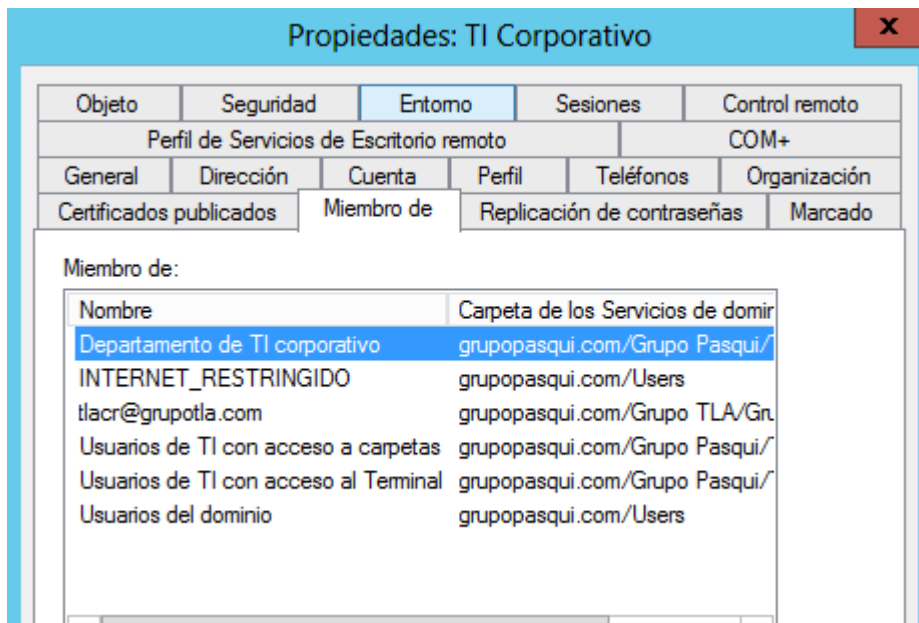 Propiedades: TI Corporativo
x
Objeto Seguridad Entorno Sesiones Control remoto
Perfil de Servicios de Escritorio remoto COM+
General Dirección Cuenta Perfil Teléfonos Organización
Certificados publicados Miembro de Replicación de contraseñas Marcado
Miembro de:
Nombre Carpeta de los Servicios de domin
Departamento de TI corporativo grupopasqui.com/Grupo Pasqui/
INTERNET_RESTRINGIDO grupopasqui.com/Users
tlacr@grupotla.com grupopasqui.com/Grupo TLA/Gru
Usuarios de TI con acceso a carpetas grupopasqui.com/Grupo Pasqui/
Usuarios de TI con acceso al Terminal grupopasqui.com/Grupo Pasqui/
Usuarios del dominio grupopasqui.com/Users